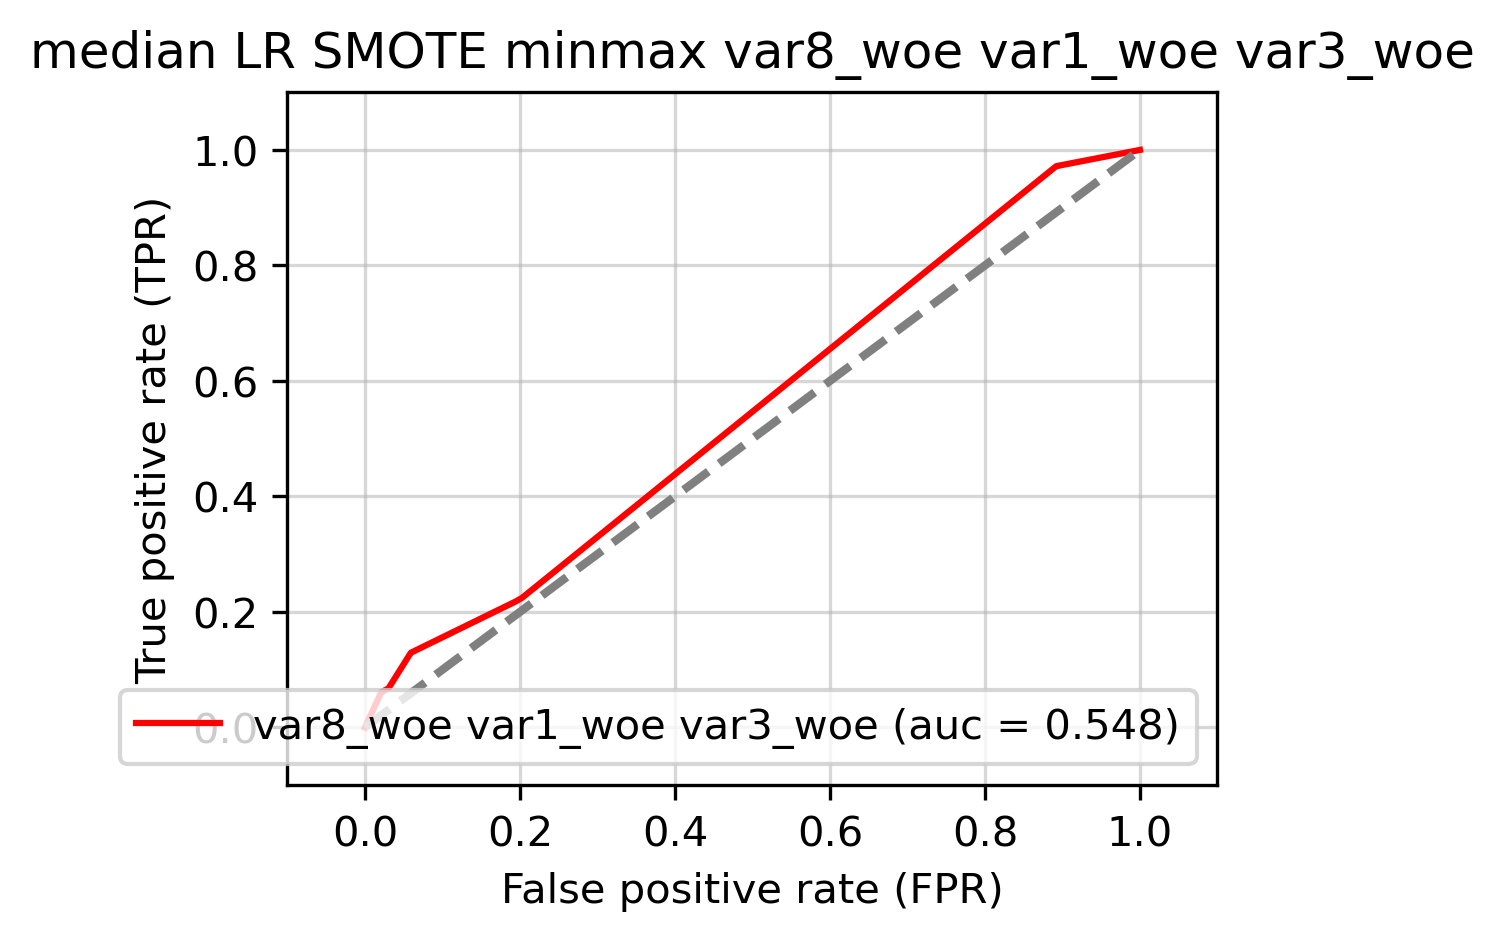 median LR SMOTE minmax var8_woe var1_woe var3_woe
True positive rate (TPR)
1.0
0.8
0.6
0.4
0.2
0.0
var8_woe var1_woe var3_woe (auc = 0.548)
0.0 0.2 0.4 0.6 0.8 1.0
False positive rate (FPR)